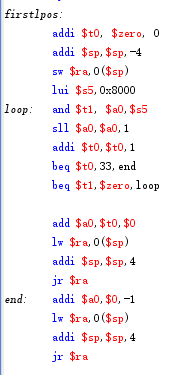 firstlpos:
addi $t0, $zero, 0
addi $sp,$sp,-4
sw $ra,0($sp)
lui $s5,0x8000
loop: and $t1, $a0,$s5
sll $a0,$a0,1
addi $t0,$t0,1
beq $t0,33,end
beq $t1,$zero,loop
add $a0,$t0,$0
lw $ra,0($sp)
addi $sp,$sp,4
jr $ra
end: addi $a0,$0,-1
lw $ra,0($sp)
addi $sp,$sp,4
jr $ra